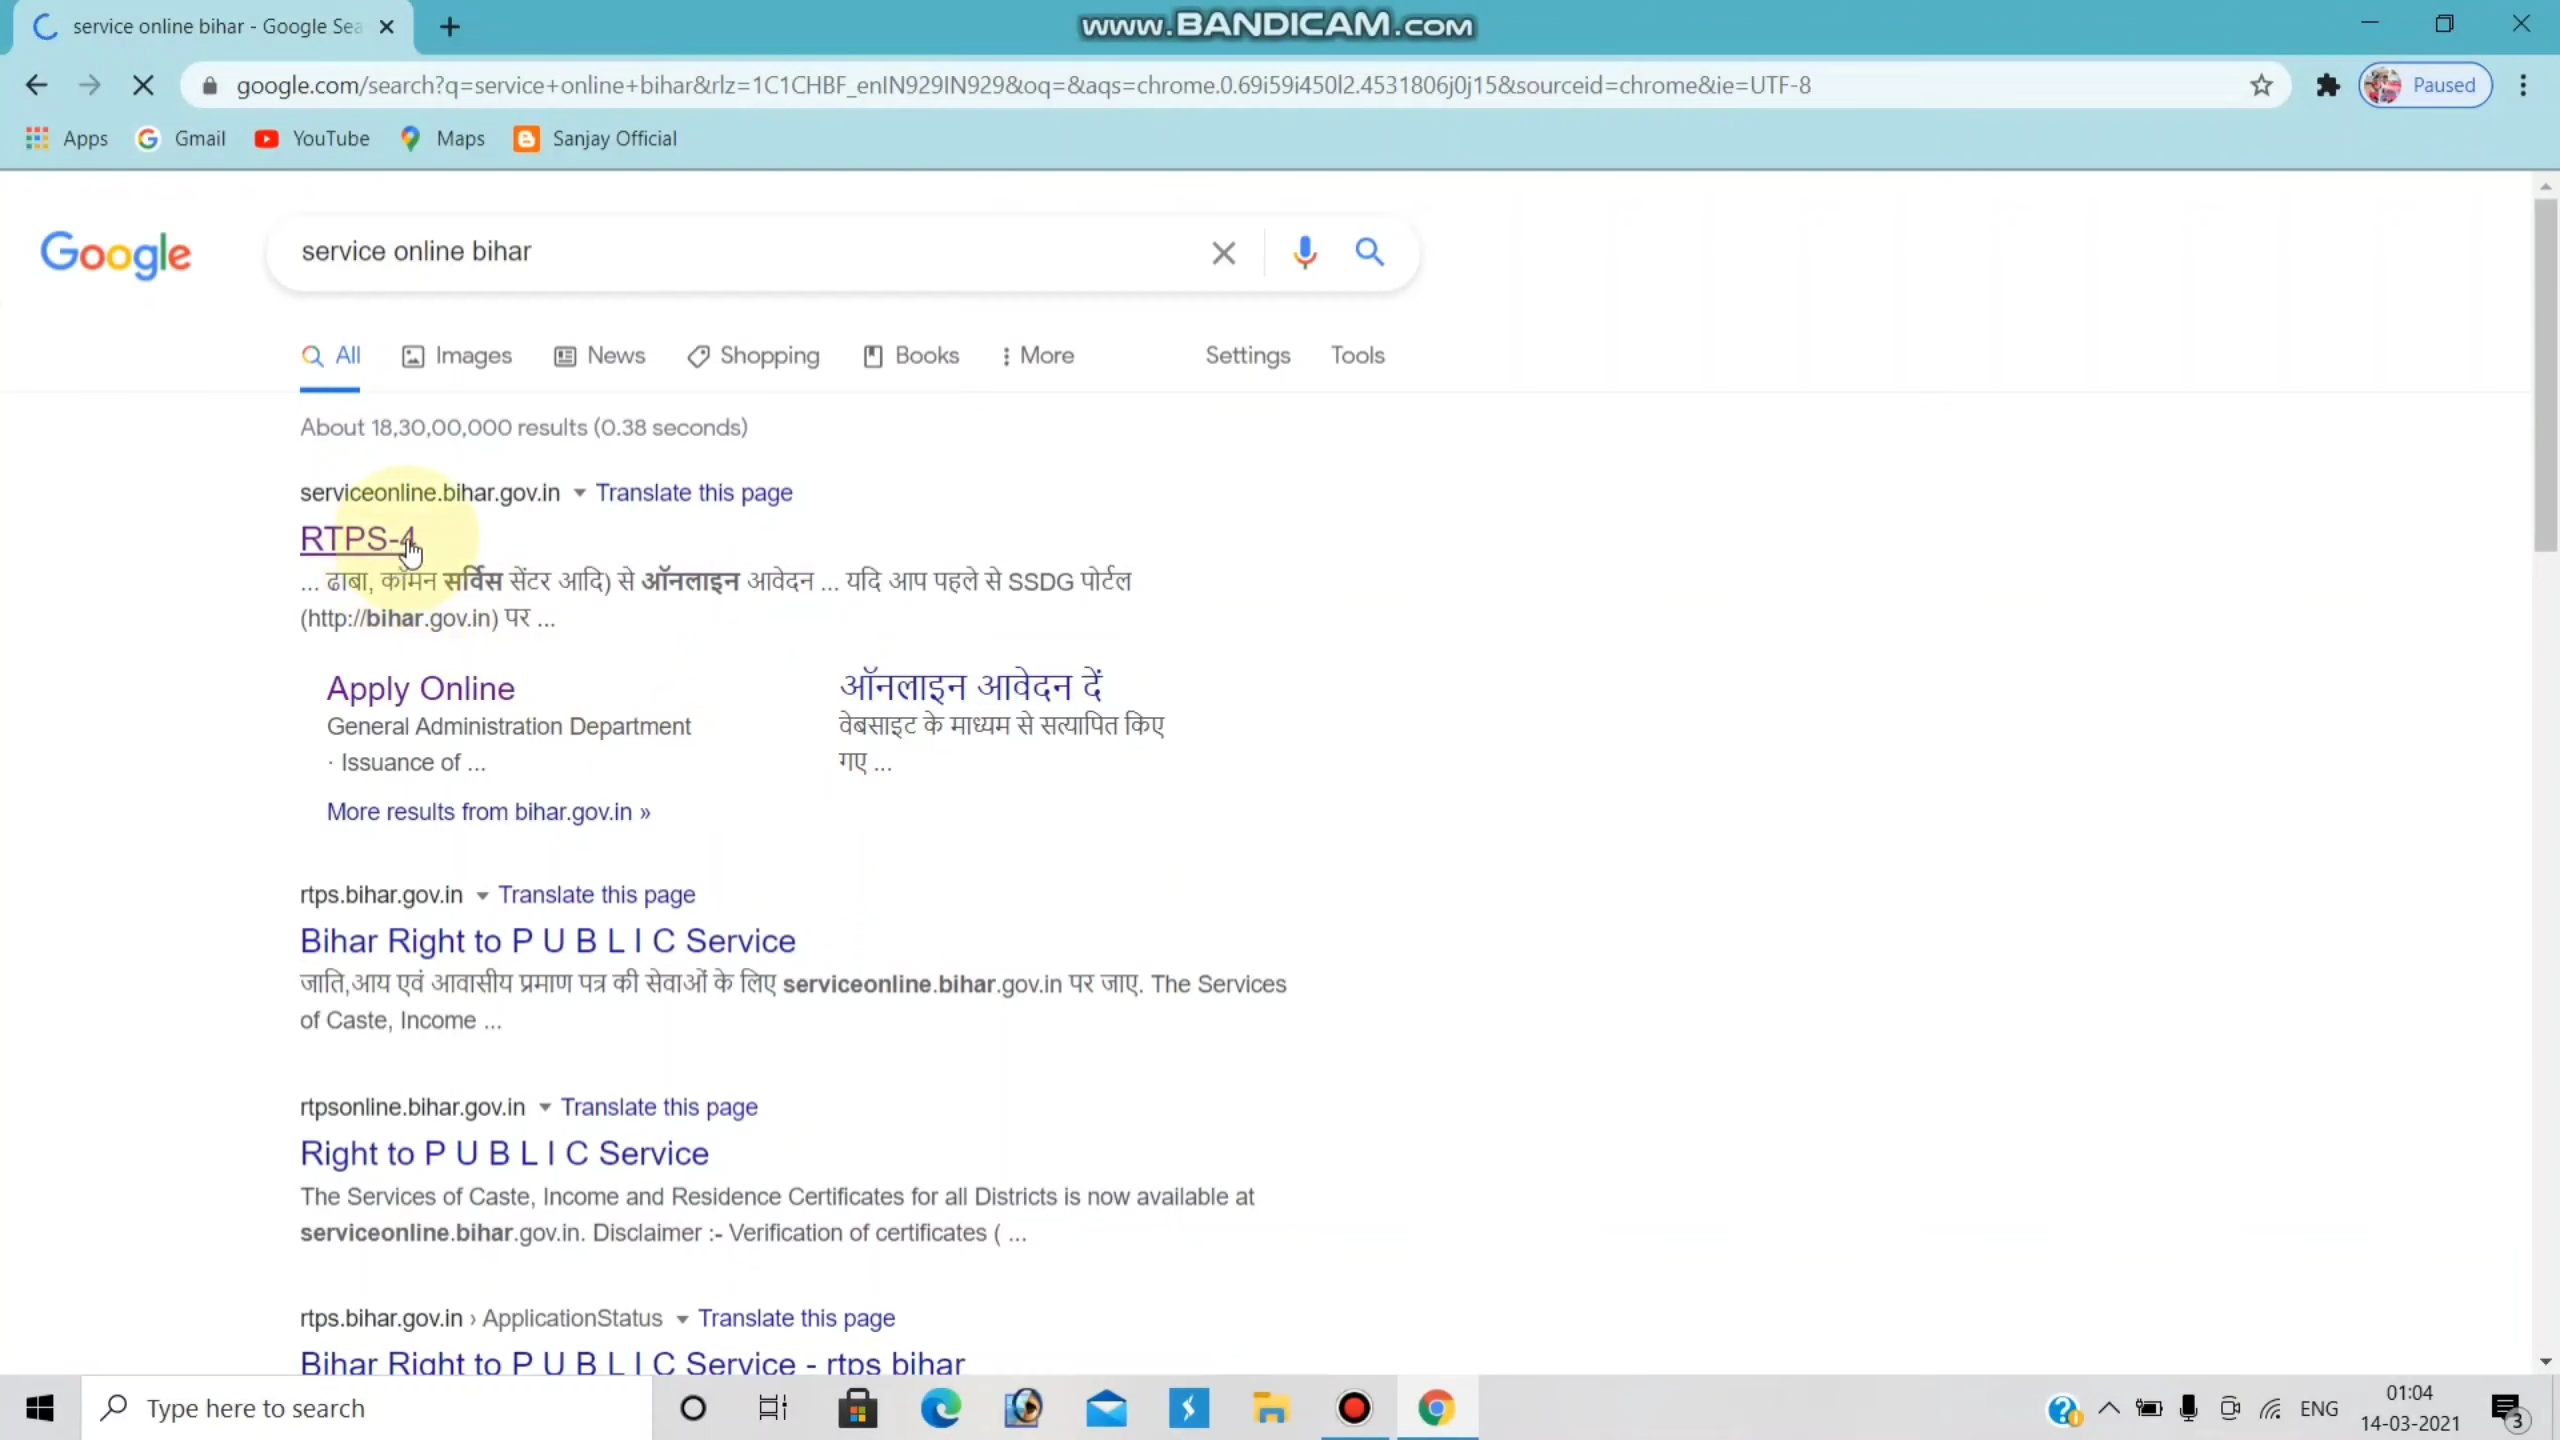 service online bihar - Google Sea
www.BANDICAM.com
google.com/search?q=service+online+bihar&rlz=1C1CHBF_enIN929IN929&oq=&aqs=chrome.0.69i59i450l2.4531806j0j15&sourceid=chrome&ie=UTF-8
Paused
Apps Gmail YouTube Maps Sanjay Official
Google
service online bihar
All Images News Shopping Books More Settings Tools
About 18,30,00,000 results (0.38 seconds)
serviceonline.bihar.gov.in Translate this page
RTPS-4
... ढाबा, कॉमन सर्विस सेंटर आदि) से ऑनलाइन आवेदन ... यदि आप पहले से SSDG पोर्टल
(http://bihar.gov.in) पर ...
Apply Online
General Administration Department
· Issuance of ...
ऑनलाइन आवेदन दें
वेबसाइट के माध्यम से सत्यापित किए
गए ...
More results from bihar.gov.in »
rtps.bihar.gov.in Translate this page
Bihar Right to P U B L I C Service
जाति,आय एवं आवासीय प्रमाण पत्र की सेवाओं के लिए serviceonline.bihar.gov.in पर जाए. The Services
of Caste, Income ...
rtpsonline.bihar.gov.in Translate this page
Right to P U B L I C Service
The Services of Caste, Income and Residence Certificates for all Districts is now available at
serviceonline.bihar.gov.in. Disclaimer :- Verification of certificates ( ...
rtps.bihar.gov.in › ApplicationStatus Translate this page
Bihar Right to P U B L I C Service - rtps bihar
Type here to search
ENG
01:04
14-03-2021
3